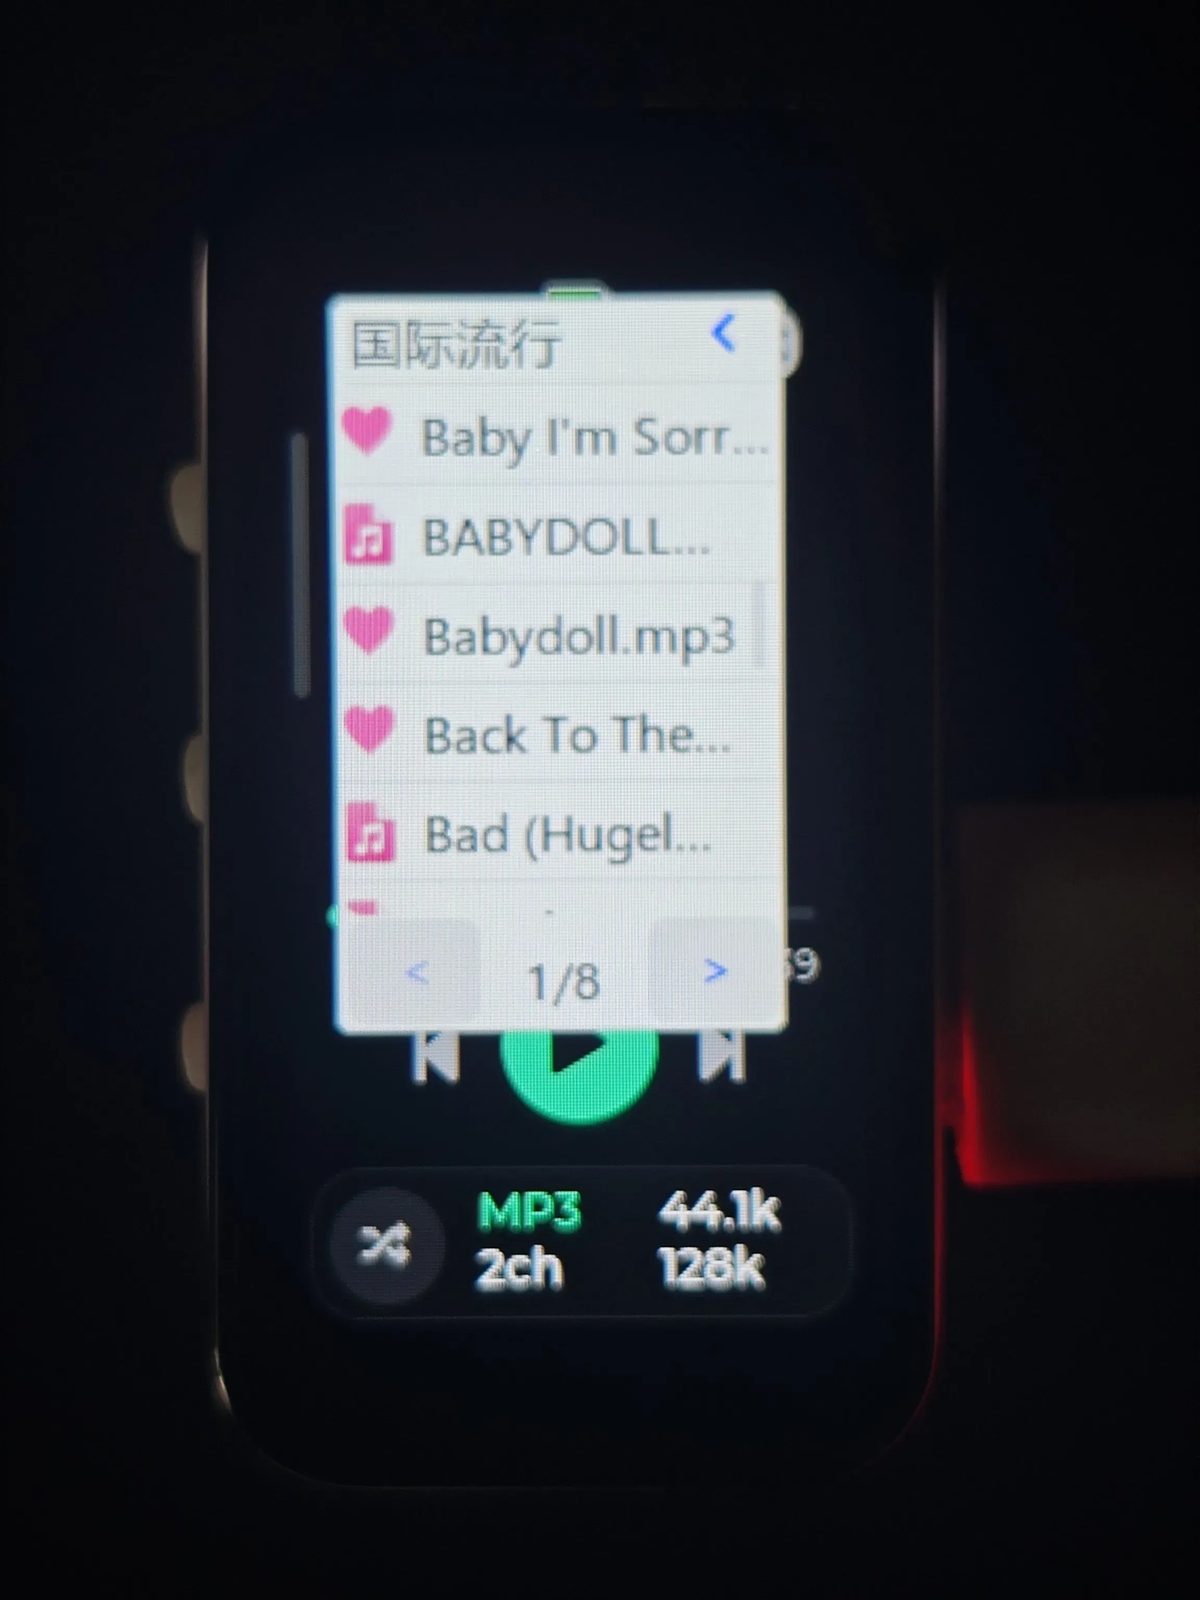 国际流行 <
Baby I'm Sorr...
BABYDOLL...
Babydoll.mp3
Back To The...
Bad (Hugel...
< 1/8 >
9
MP3 44.1k
2ch 128k